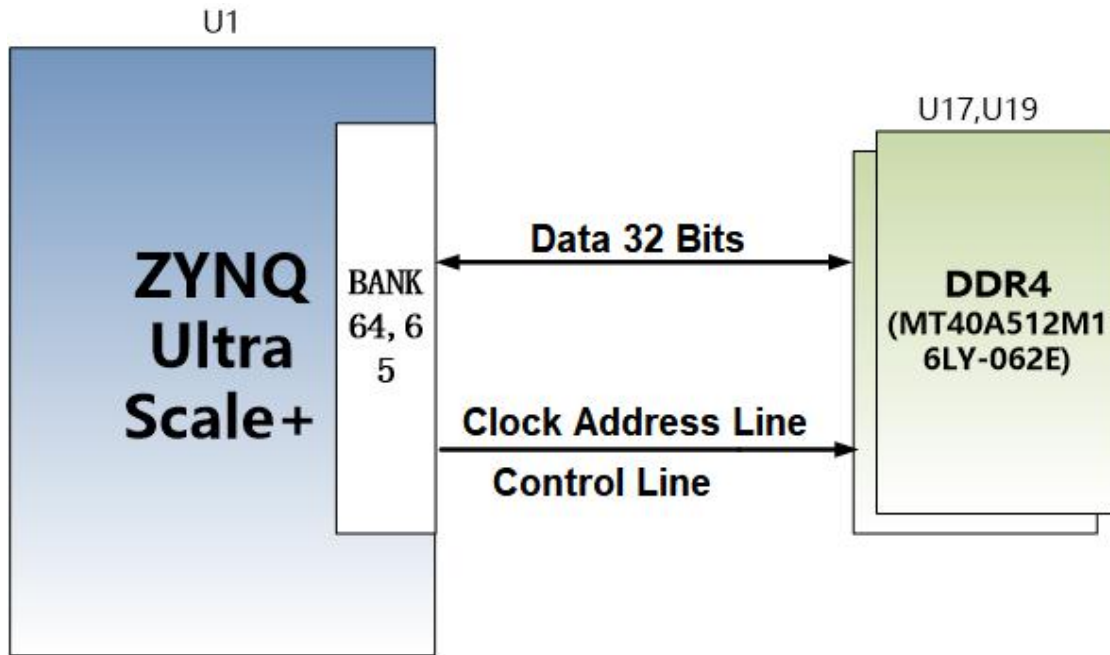 U1
ZYNQ
Ultra
Scale+
BANK
64, 6
5
Data 32 Bits
Clock Address Line
Control Line
U17,U19
DDR4
(MT40A512M1
6LY-062E)